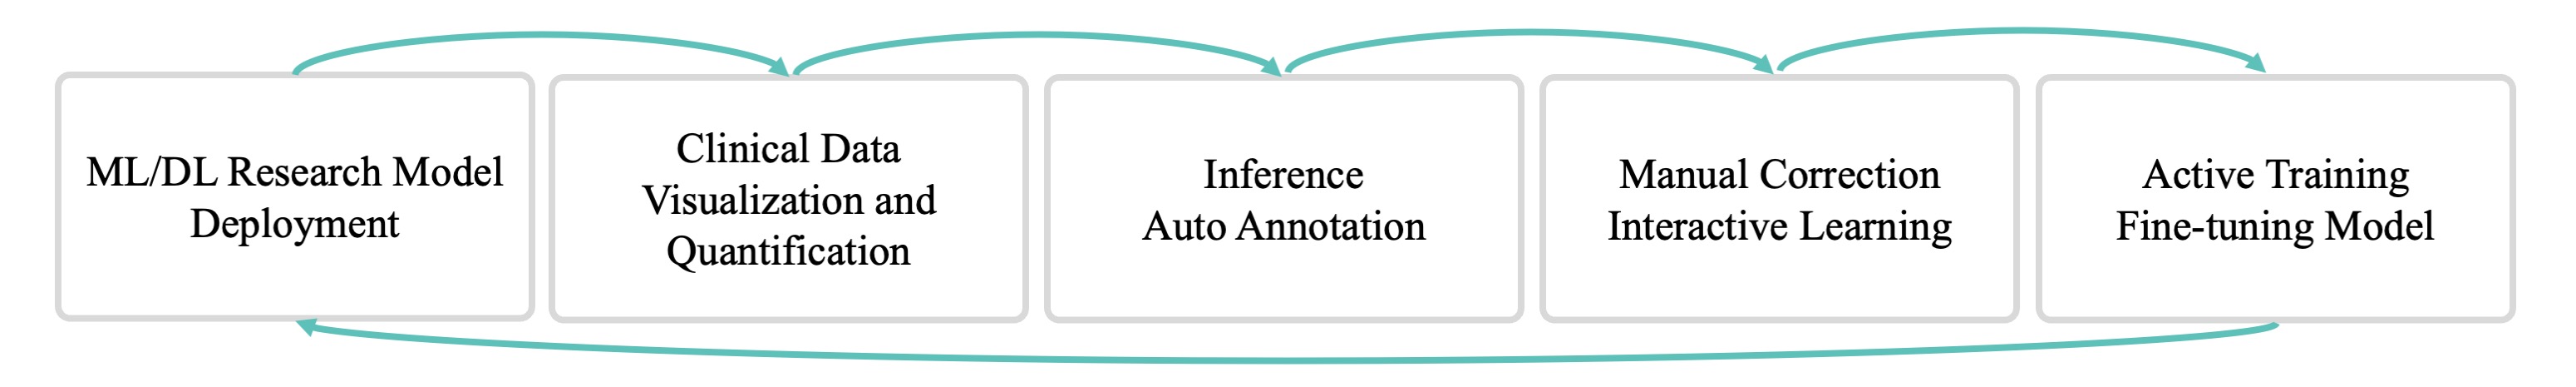 ML/DL Research Model
Deployment
Clinical Data
Visualization and
Quantification
Inference
Auto Annotation
Manual Correction
Interactive Learning
Active Training
Fine-tuning Model